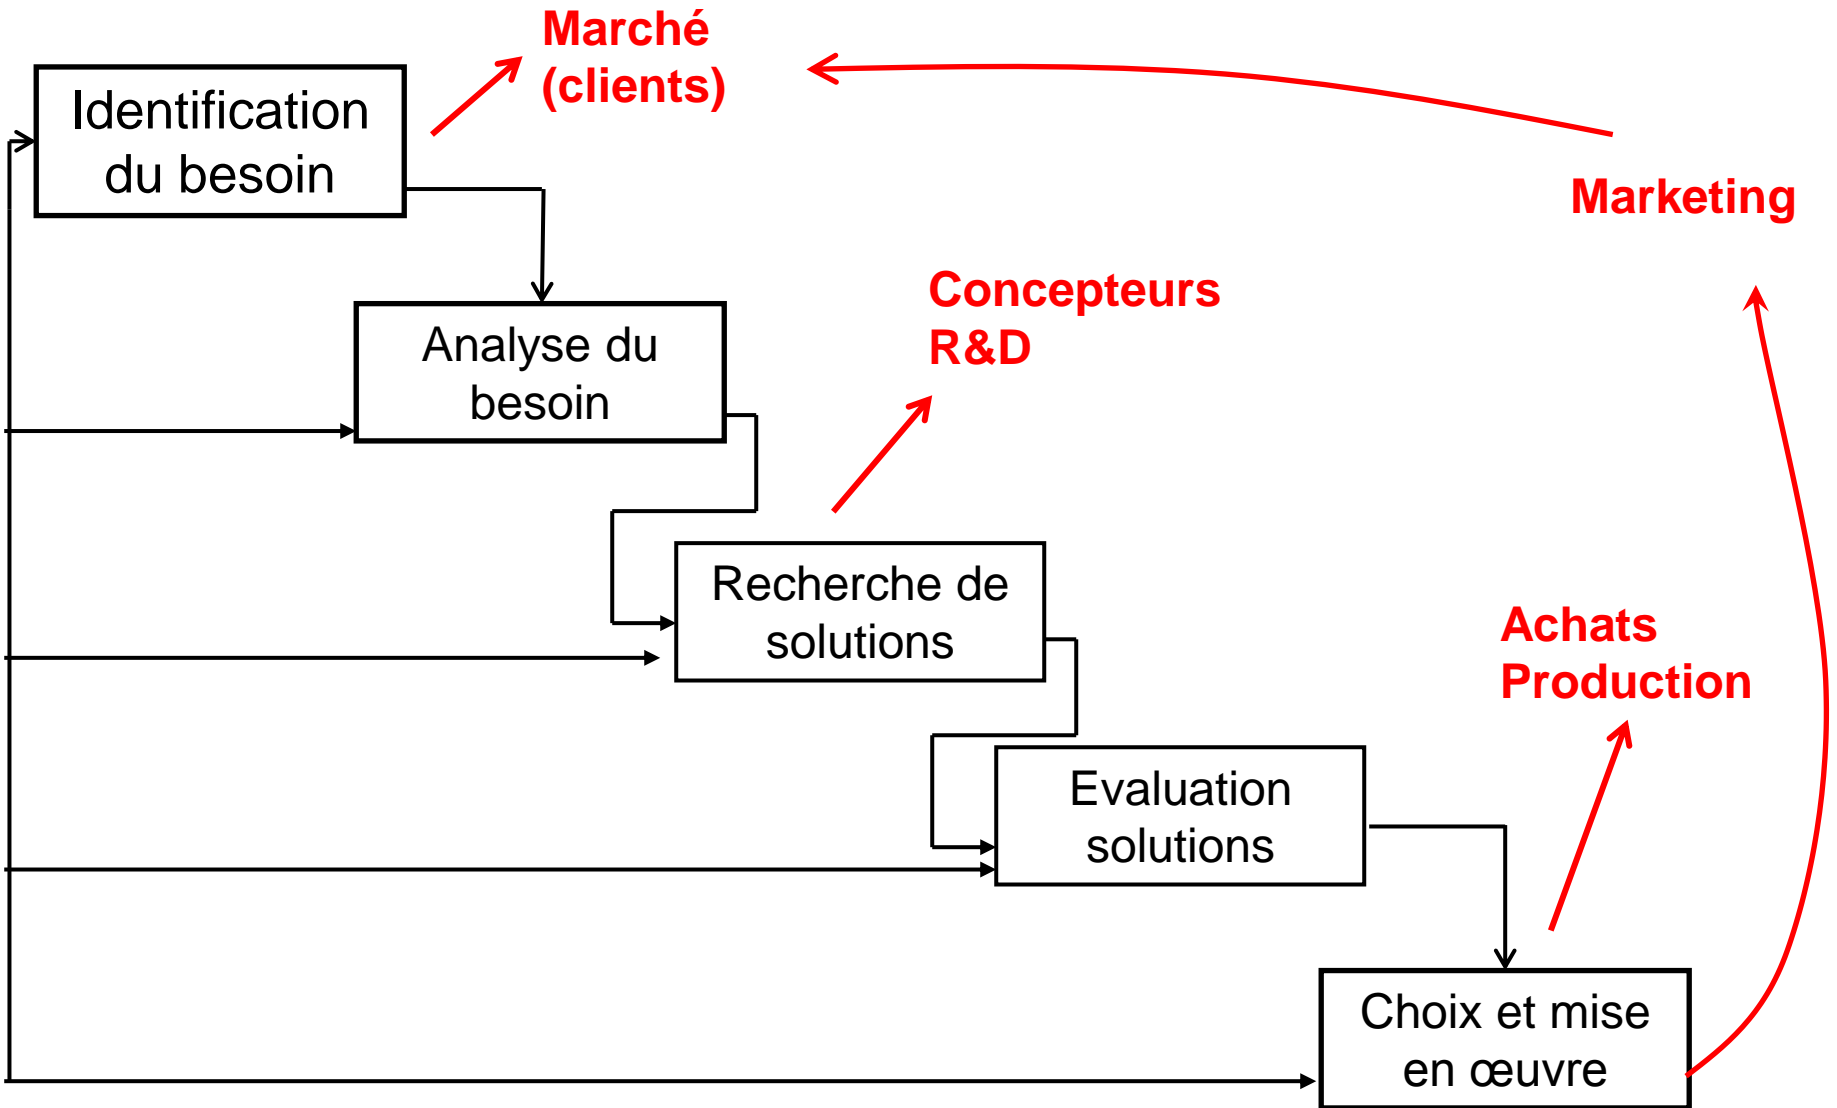 Marché
(clients)
Identification
du besoin
Marketing
Concepteurs
R&D
Analyse du
besoin
Recherche de
solutions
Achats
Production
Evaluation
solutions
Choix et mise
en œuvre